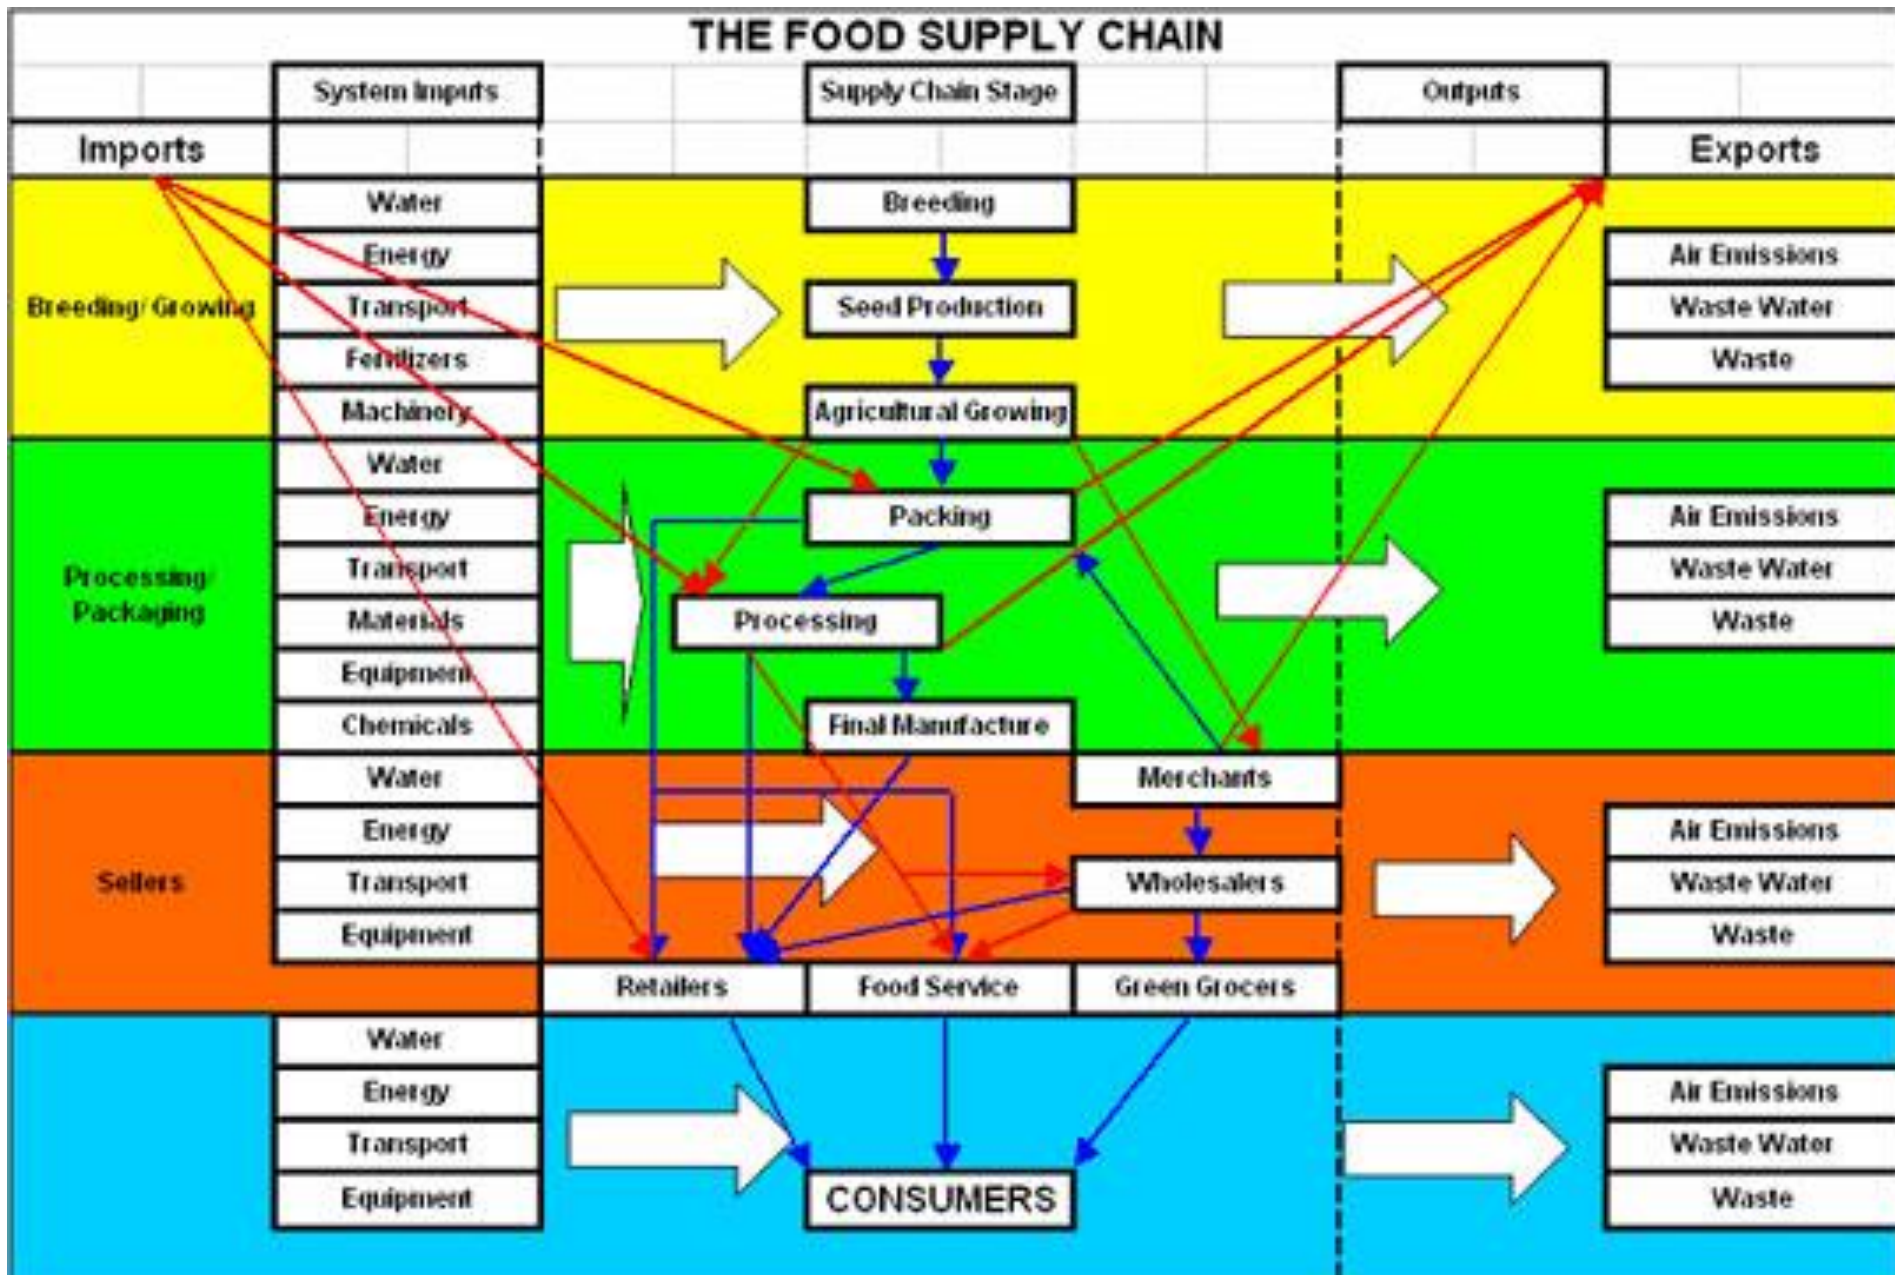 THE FOOD SUPPLY CHAIN
System Imputs
Supply Chain Stage
Outputs
Imports
Exports
Water
Breeding
Energy
Air Emissions
Breeding/ Growing
Transport
Seed Production
Waste Water
Fertilizers
Waste
Machinery
Agricultural Growing
Water
Energy
Packing
Air Emissions
Processing/
Packaging
Transport
Waste Water
Materials
Processing
Waste
Equipment
Chemicals
Final Manufacture
Water
Merchants
Energy
Air Emissions
Sellers
Transport
Wholesalers
Waste Water
Equipment
Waste
Retailers
Food Service
Green Grocers
Water
Energy
Air Emissions
Transport
Waste Water
Equipment
CONSUMERS
Waste